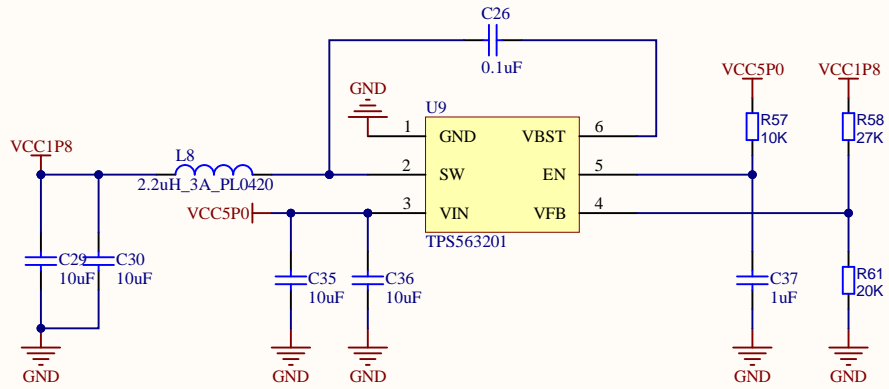 C26
0.1uF
VCC5P0
VCC1P8
GND
U9
R57
10K
R58
27K
1
GND
VBST
6
VCC1P8
L8
2.2uH_3A_PL0420
2
SW
EN
5
VCC5P0
3
VIN
VFB
4
TPS563201
C29
10uF
C30
10uF
C35
10uF
C36
10uF
C37
1uF
R61
20K
GND
GND
GND
GND
GND